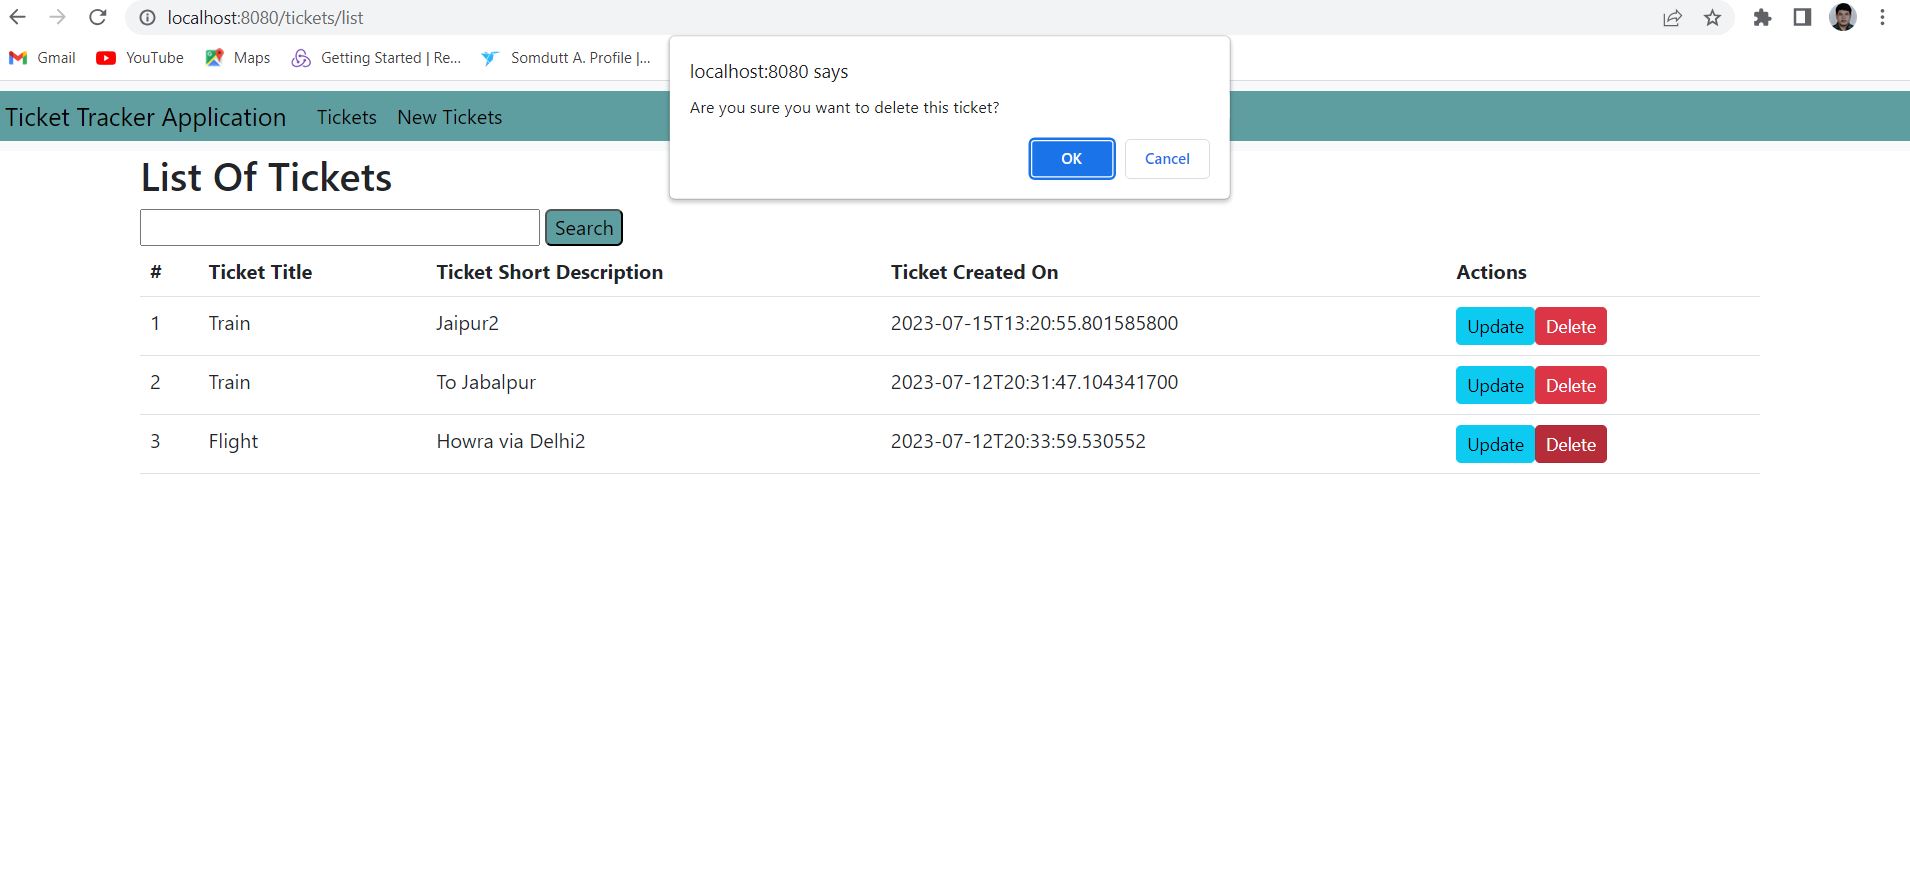 localhost:8080/tickets/list
Gmail YouTube Maps Getting Started | Re... Somdutt A. Profile |...
localhost:8080 says
Are you sure you want to delete this ticket?
OK Cancel
Ticket Tracker Application Tickets New Tickets
List Of Tickets
Search
# Ticket Title Ticket Short Description Ticket Created On Actions
1 Train Jaipur2 2023-07-15T13:20:55.801585800 Update Delete
2 Train To Jabalpur 2023-07-12T20:31:47.104341700 Update Delete
3 Flight Howra via Delhi2 2023-07-12T20:33:59.530552 Update Delete